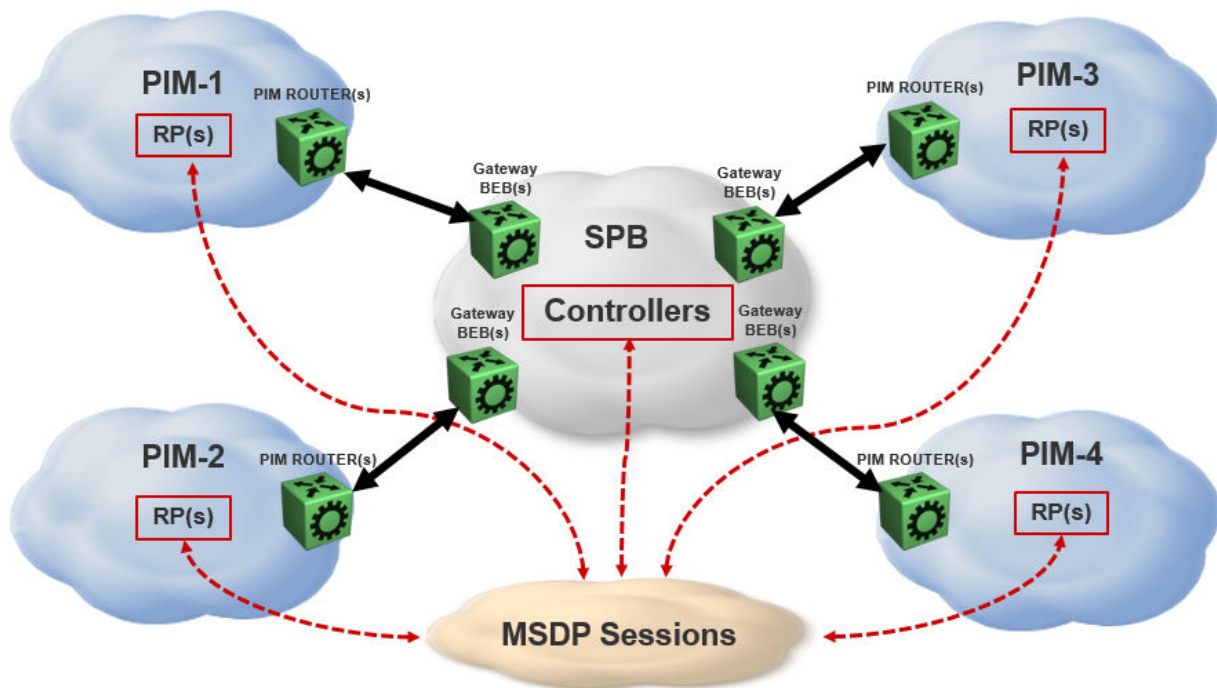 PIM-1
PIM ROUTER(s)
RP(s)
PIM-3
PIM ROUTER(s)
RP(s)
Gateway
BEB(s)
Gateway
BEB(s)
SPB
Controllers
Gateway
BEB(s)
Gateway
BEB(s)
PIM-2
PIM ROUTER(s)
RP(s)
PIM-4
PIM ROUTER(s)
RP(s)
MSDP Sessions